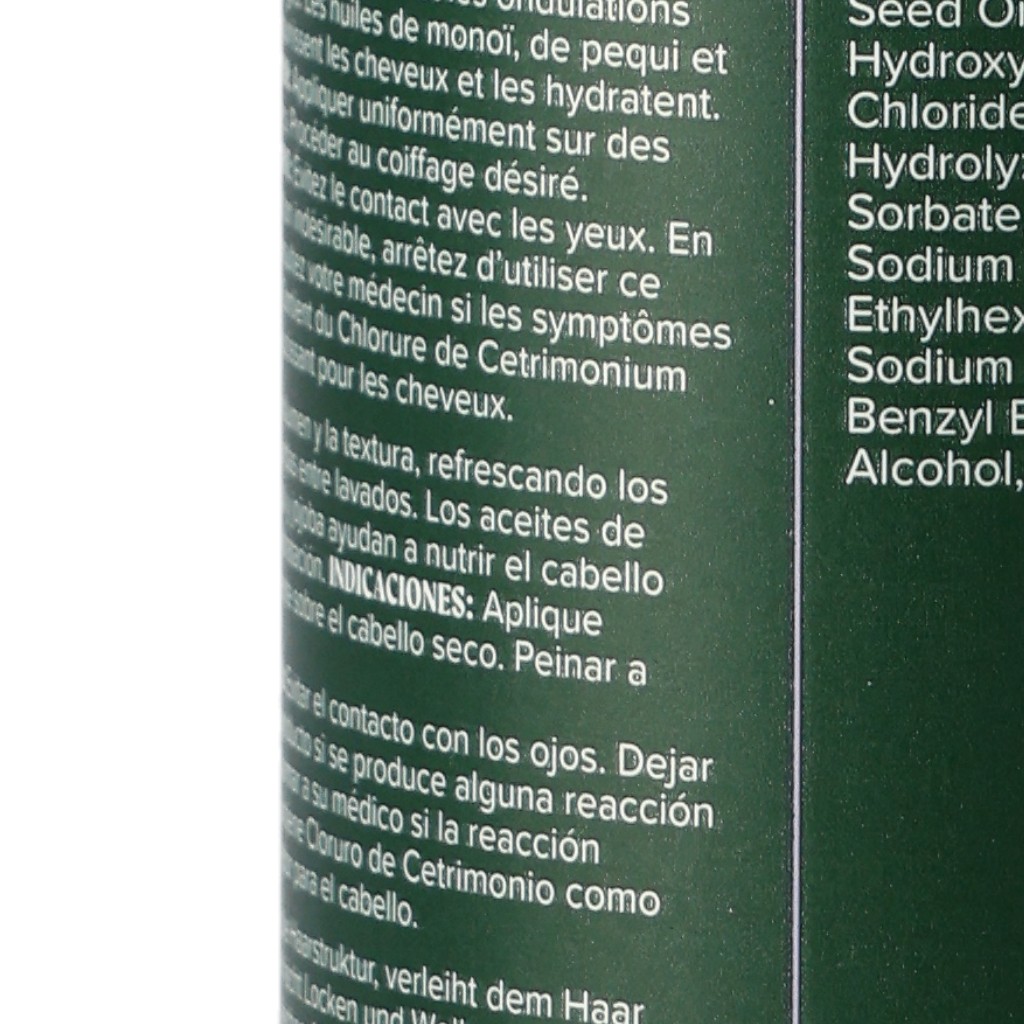 ondulations
huiles de monoï, de pequi et
les cheveux et les hydratent.
Appliquer uniformément sur des
Procéder au coiffage désiré.
Évitez le contact avec les yeux. En
indésirable, arrêtez d'utiliser ce
votre médecin si les symptômes
du Chlorure de Cetrimonium
pour les cheveux.
y la textura, refrescando los
entre lavados. Los aceites de
jojoba ayudan a nutrir el cabello
INDICACIONES: Aplique
sobre el cabello seco. Peinar a
Evitar el contacto con los ojos. Dejar
si se produce alguna reacción
a su médico si la reacción
Cloruro de Cetrimonio como
para el cabello.
Haarstruktur, verleiht dem Haar
Locken und
Seed
Hydroxy
Chloride
Hydrolyz
Sorbate
Sodium
Ethylhex
Sodium
Benzyl
Alcohol,